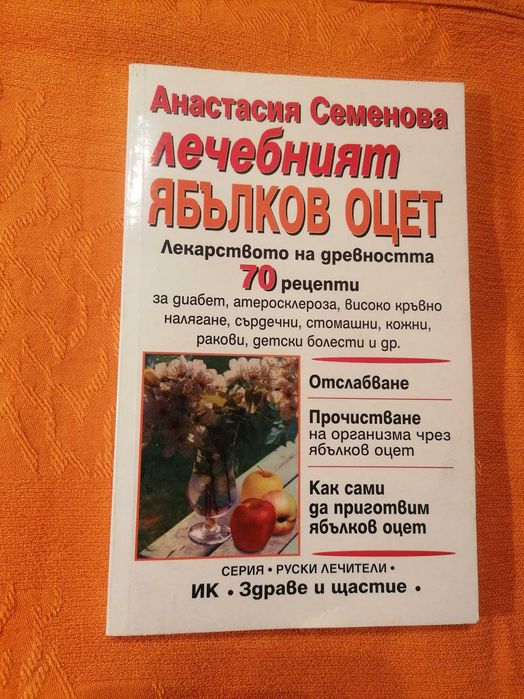 Анастасия Семенова
Лечебният
ЯБЪЛКОВ ОЦЕТ
Лекарството на древността
70 рецепти
за диабет, атеросклероза, високо кръвно
налягане, сърдечни, стомашни, кожни,
ракови, детски болести и др.
Отслабване
Прочистване
на организма чрез
ябълков оцет
Как сами
да приготвим
ябълков оцет
СЕРИЯ • РУСКИ ЛЕЧИТЕЛИ •
ИК • Здраве и щастие •